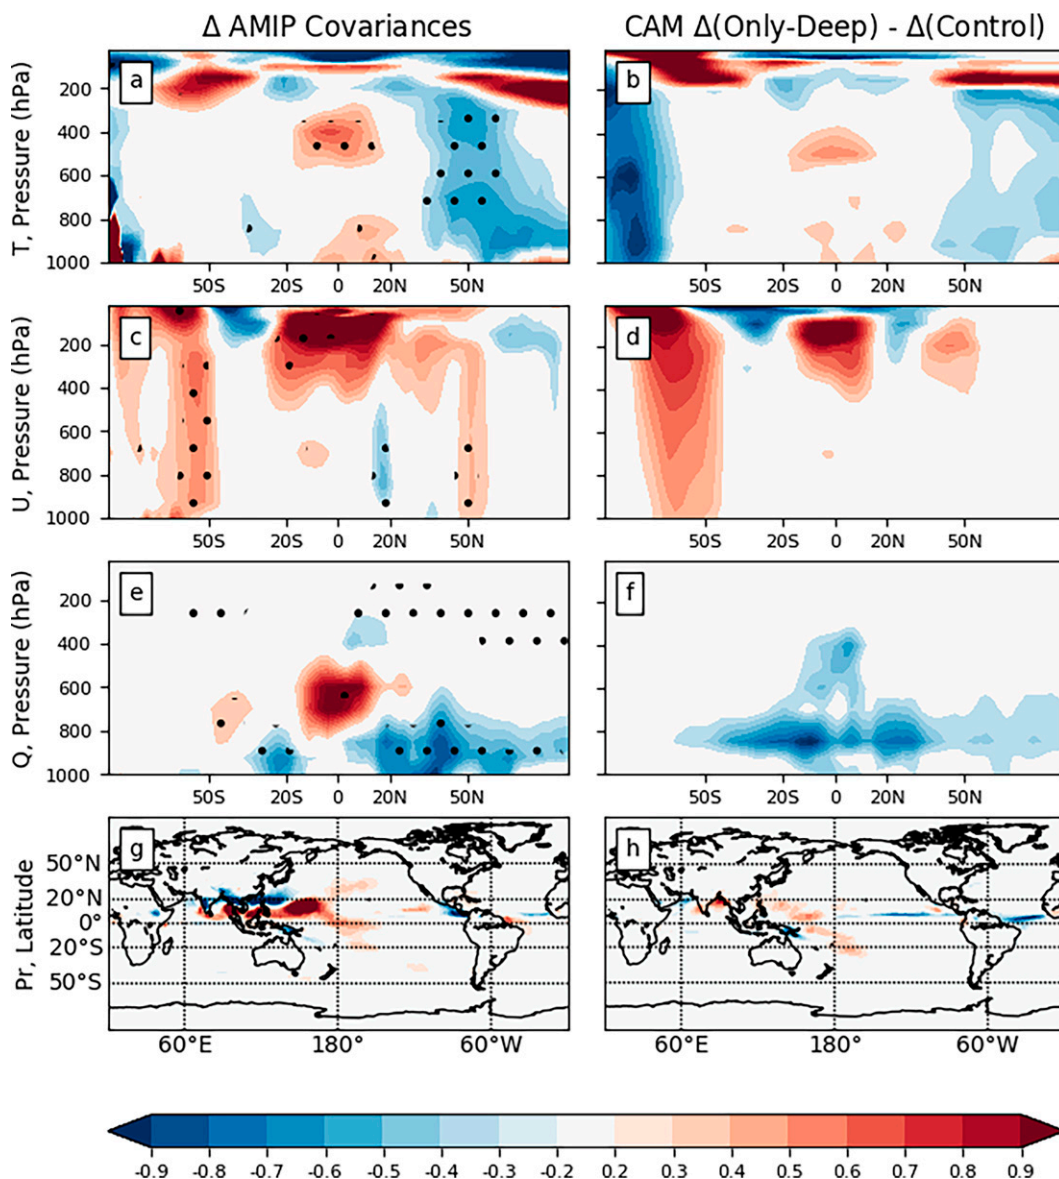 Δ AMIP Covariances
CAM Δ(Only-Deep) - Δ(Control)
T, Pressure (hPa)
200
400
600
800
1000
a
b
50S 20S 0 20N 50N
50S 20S 0 20N 50N
U, Pressure (hPa)
200
400
600
800
1000
c
d
50S 20S 0 20N 50N
50S 20S 0 20N 50N
Q, Pressure (hPa)
200
400
600
800
1000
e
f
50S 20S 0 20N 50N
50S 20S 0 20N 50N
Pr, Latitude
50°N
20°N
0°
20°S
50°S
g
h
60°E 180° 60°W
60°E 180° 60°W
-0.9 -0.8 -0.7 -0.6 -0.5 -0.4 -0.3 -0.2 0.2 0.3 0.4 0.5 0.6 0.7 0.8 0.9